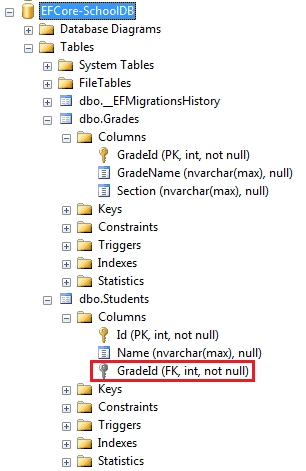 EFCore-SchoolDB
Database Diagrams
Tables
System Tables
FileTables
dbo.__EFMigrationsHistory
dbo.Grades
Columns
GradeId (PK, int, not null)
GradeName (nvarchar(max), null)
Section (nvarchar(max), null)
Keys
Constraints
Triggers
Indexes
Statistics
dbo.Students
Columns
Id (PK, int, not null)
Name (nvarchar(max), null)
GradeId (FK, int, not null)
Keys
Constraints
Triggers
Indexes
Statistics